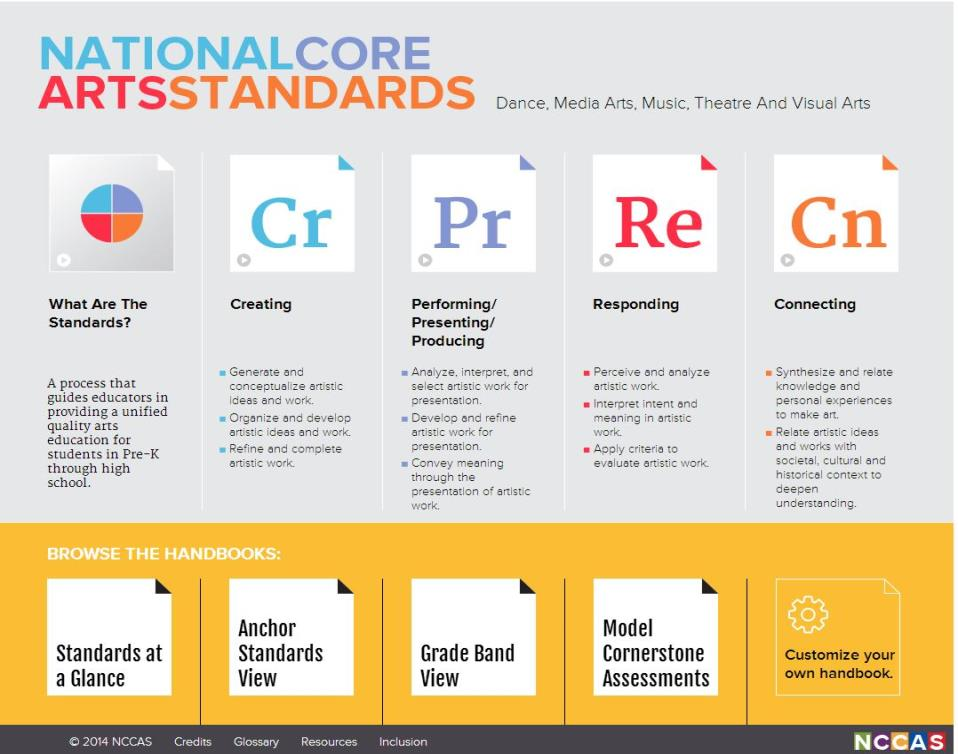 NATIONALCORE
ARTSSTANDARDS
Dance, Media Arts, Music, Theatre And Visual Arts
Cr
Pr
Re
Cn
What Are The
Standards?
A process that
guides educators in
providing a unified
quality arts
education for
students in Pre-K
through high
school.
Creating
Generate and
conceptualize artistic
ideas and work.
Organize and develop
artistic ideas and work.
Refine and complete
artistic work.
Performing/
Presenting/
Producing
Analyze, interpret, and
select artistic work for
presentation.
Develop and refine
artistic work for
presentation.
Convey meaning
through the
presentation of artistic
work.
Responding
Perceive and analyze
artistic work.
Interpret intent and
meaning in artistic
work.
Apply criteria to
evaluate artistic work.
Connecting
Synthesize and relate
knowledge and
personal experiences
to make art.
Relate artistic ideas
and works with
societal, cultural and
historical context to
deepen
understanding.
BROWSE THE HANDBOOKS:
Standards at
a Glance
Anchor
Standards
View
Grade Band
View
Model
Cornerstone
Assessments
Customize your
own handbook.
© 2014 NCCAS Credits Glossary Resources Inclusion
NCCAS